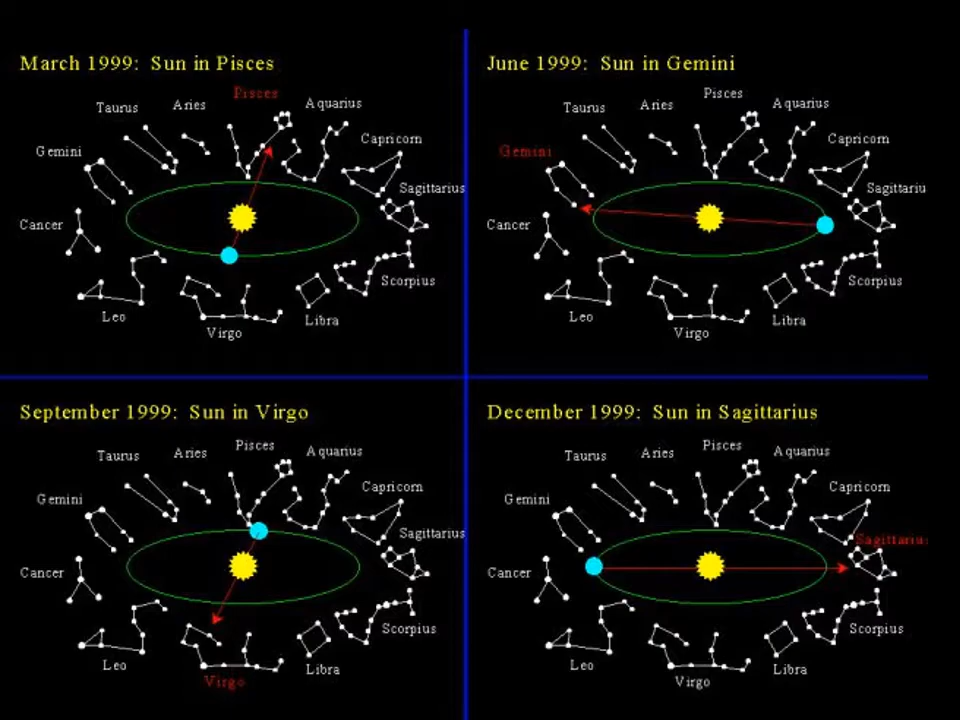 March 1999: Sun in Pisces
Pisces
Taurus
Aries
Aquarius
Capricorn
Gemini
Sagittarius
Cancer
Scorpius
Leo
Libra
Virgo
June 1999: Sun in Gemini
Pisces
Taurus
Aries
Aquarius
Capricorn
Gemini
Sagittariu
Cancer
Scorpius
Leo
Libra
Virgo
September 1999: Sun in Virgo
Pisces
Taurus
Aries
Aquarius
Capricorn
Gemini
Sagittarius
Cancer
Scorpius
Leo
Libra
Virgo
December 1999: Sun in Sagittarius
Pisces
Taurus
Aries
Aquarius
Capricorn
Gemini
Sagittariu
Cancer
Scorpius
Leo
Libra
Virgo